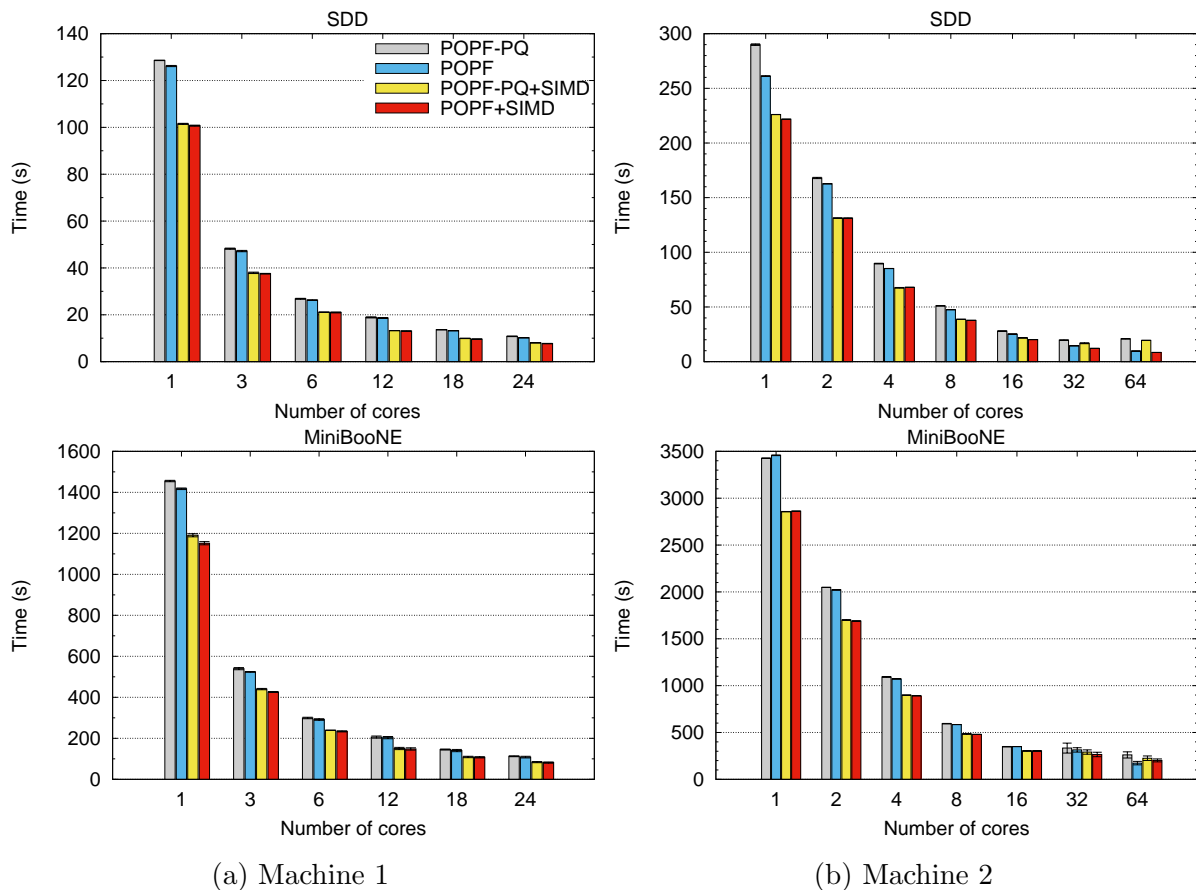 SDD
140
120
100
80
60
40
20
0
Time (s)
POPF-PQ
POPF
POPF-PQ+SIMD
POPF+SIMD
1 3 6 12 18 24
Number of cores
SDD
300
250
200
150
100
50
0
Time (s)
1 2 4 8 16 32 64
Number of cores
MiniBooNE
1600
1400
1200
1000
800
600
400
200
0
Time (s)
1 3 6 12 18 24
Number of cores
(a) Machine 1
MiniBooNE
3500
3000
2500
2000
1500
1000
500
0
Time (s)
1 2 4 8 16 32 64
Number of cores
(b) Machine 2